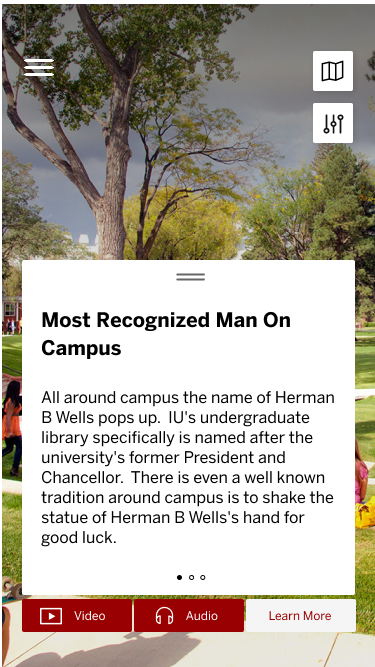 Most Recognized Man On
Campus
All around campus the name of Herman
B Wells pops up.  IU's undergraduate
library specifically is named after the
university's former President and
Chancellor.  There is even a well known
tradition around campus is to shake the
statue of Herman B Wells's hand for
good luck.
Video
Audio
Learn More